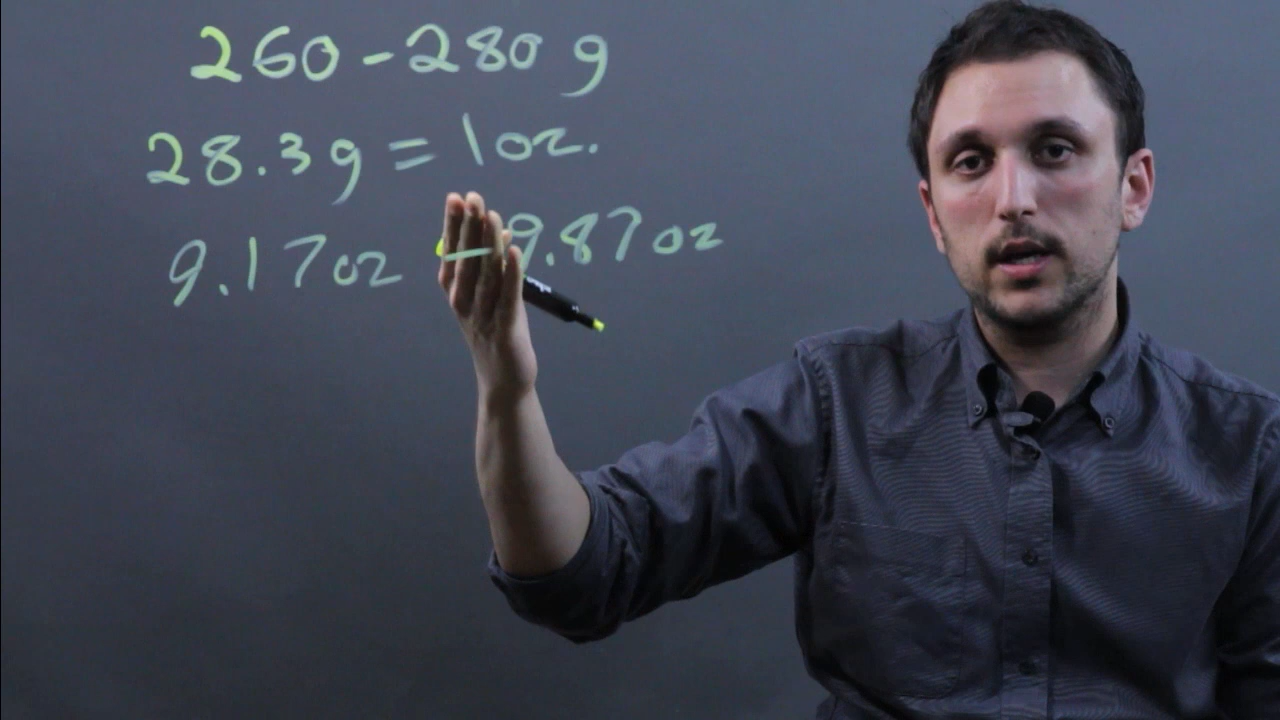 260 - 280 g
28.3g = 1oz.
9.17oz - 9.87oz